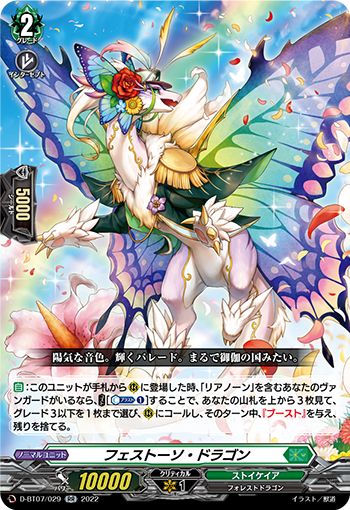 2
グレード
インターセプト
5000
シールド
陽気な音色。輝くパレード。まるで御伽の国みたい。
自:このユニットが手札からRに登場した時、「リアノーン」を含むあなたのヴァ
ンガードがいるなら、【コスト】[CB1]することで、あなたの山札を上から3枚見て、
グレード3以下を1枚まで選び、Rにコールし、そのターン中、『ブースト』を与え、
残りを捨てる。
ノーマルユニット
フェストーソ・ドラゴン
パワー 10000
クリティカル
1
ストイケイア
フォレストドラゴン
D-BT07/029 RR 2022
イラスト/獣道